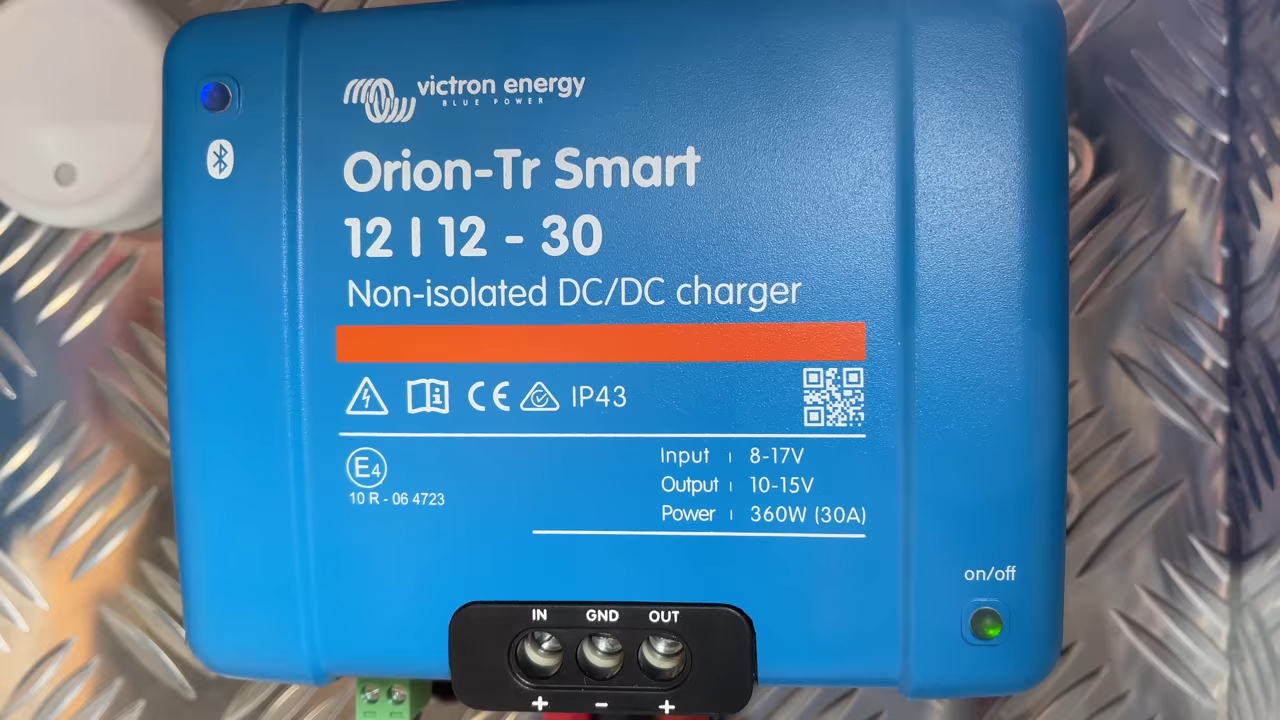 victron energy
BLUE POWER
Orion-Tr Smart
12 | 12 - 30
Non-isolated DC/DC charger
CE IP43
E4
10 R - 06 4723
Input | 8-17V
Output | 10-15V
Power | 360W (30A)
on/off
IN GND OUT
+ − +